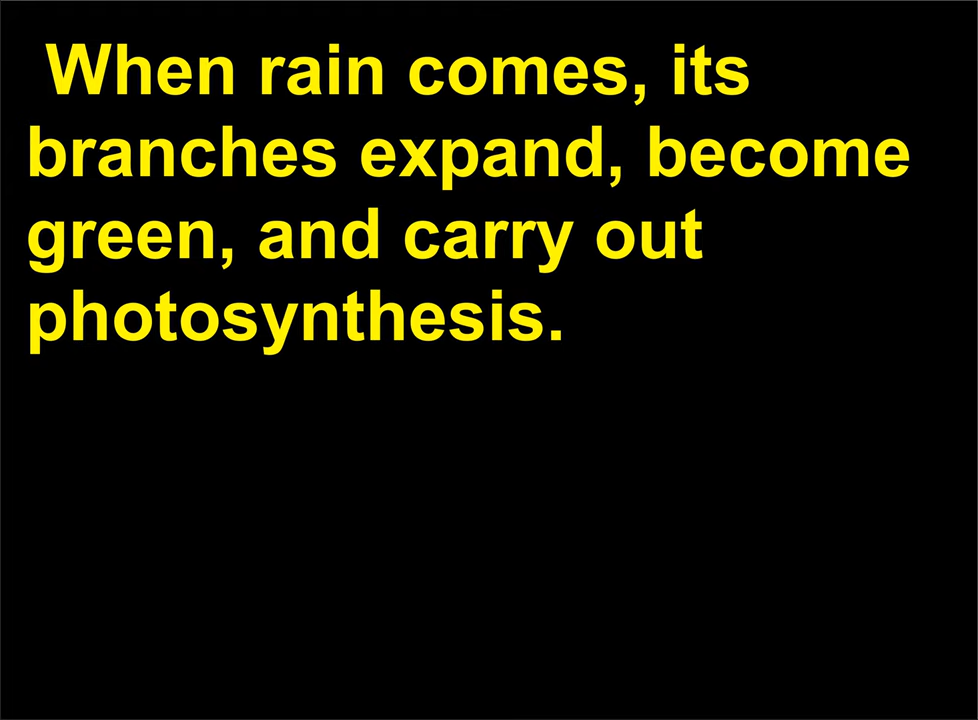 When rain comes, its
branches expand, become
green, and carry out
photosynthesis.